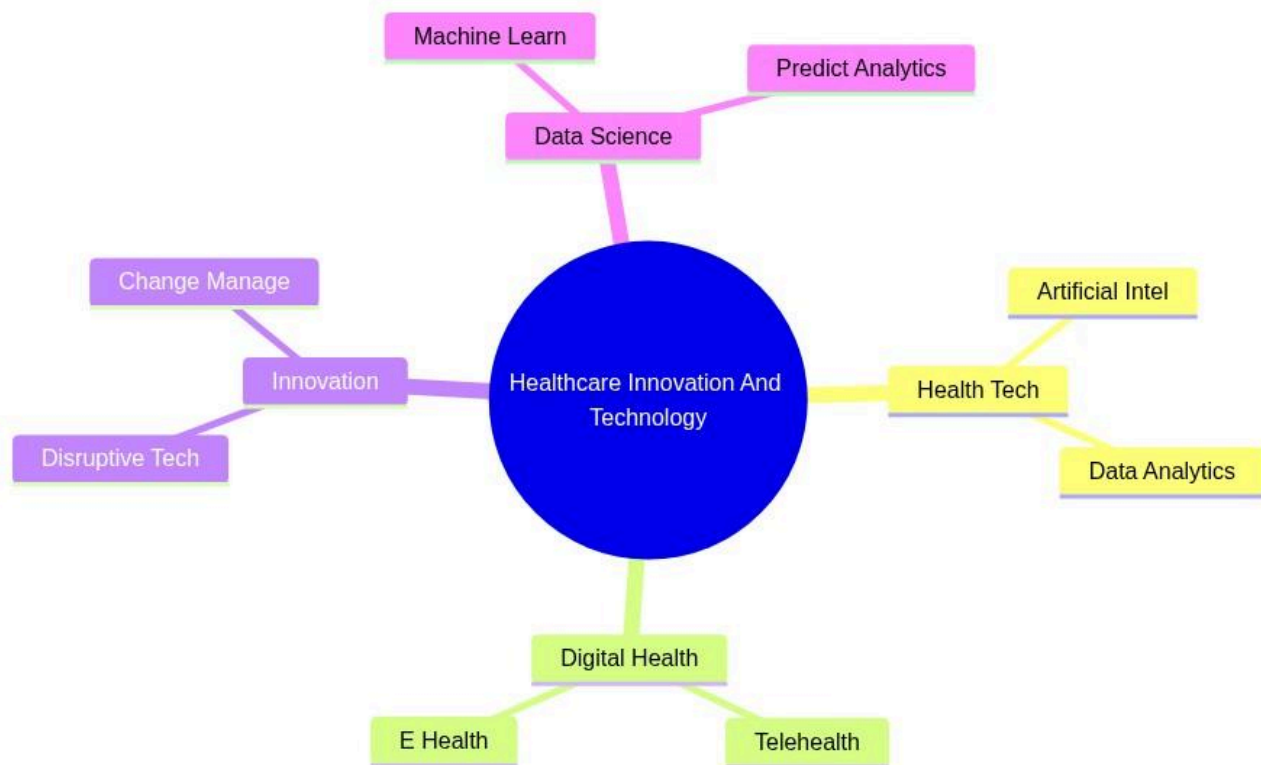 Machine Learn
Predict Analytics
Data Science
Change Manage
Artificial Intel
Innovation
Healthcare Innovation And
Technology
Health Tech
Disruptive Tech
Data Analytics
Digital Health
E Health
Telehealth